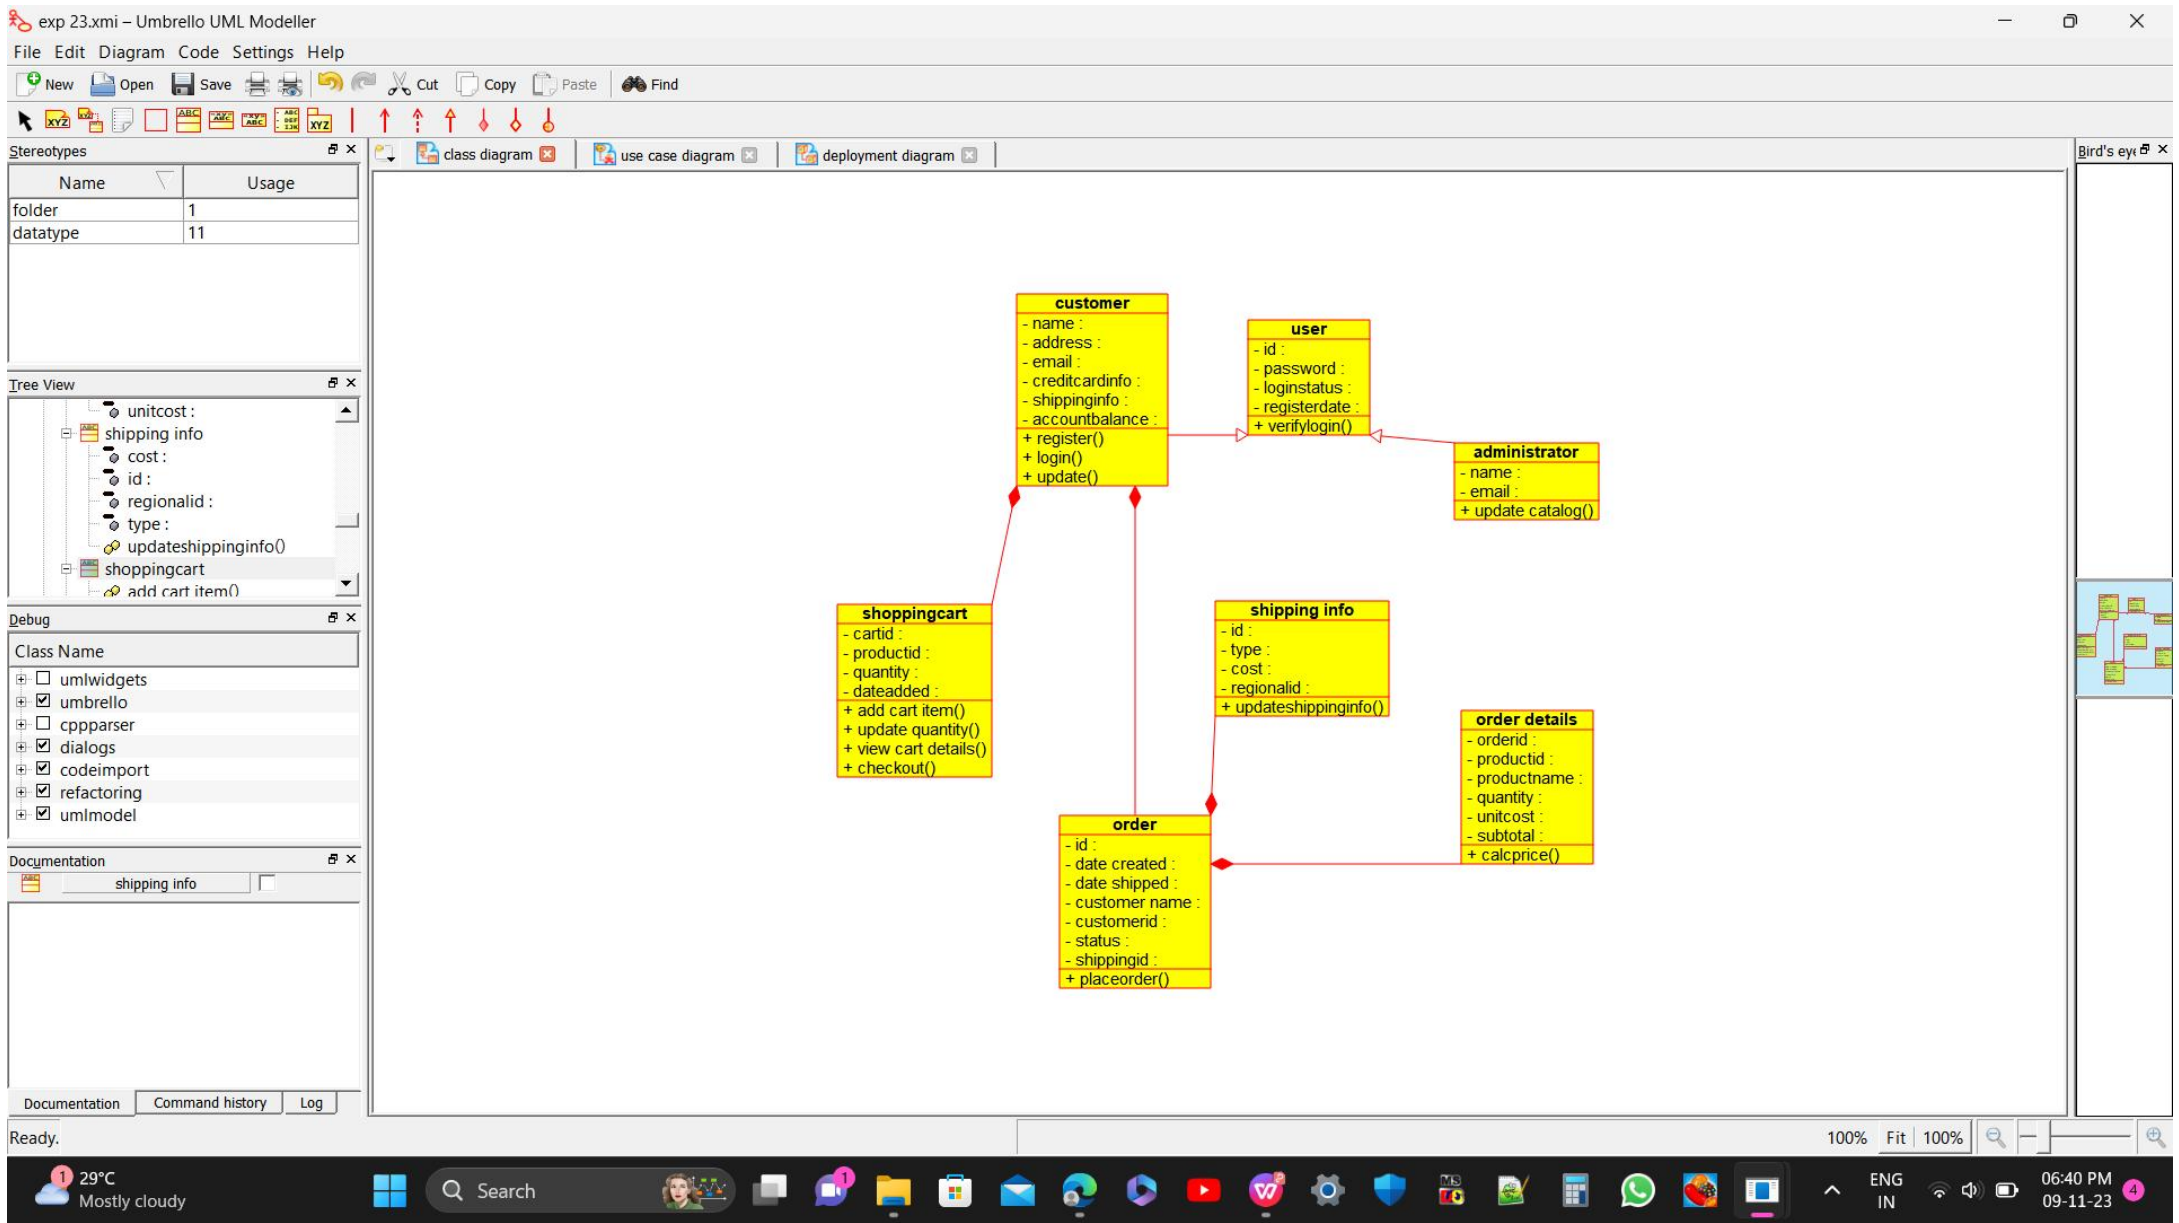 exp 23.xmi – Umbrello UML Modeller
File Edit Diagram Code Settings Help
New Open Save Cut Copy Paste Find
Stereotypes
class diagram use case diagram deployment diagram
Bird's eye
Name Usage
folder 1
datatype 11
Tree View
unitcost :
shipping info
cost :
id :
regionalid :
type :
updateshippinginfo()
shoppingcart
add cart item()
Debug
Class Name
umlwidgets
umbrello
cppparser
dialogs
codeimport
refactoring
umlmodel
Documentation
shipping info
Documentation Command history Log
customer
- name :
- address :
- email :
- creditcardinfo :
- shippinginfo :
- accountbalance :
+ register()
+ login()
+ update()
user
- id :
- password :
- loginstatus :
- registerdate :
+ verifylogin()
administrator
- name :
- email :
+ update catalog()
shoppingcart
- cartid :
- productid :
- quantity :
- dateadded :
+ add cart item()
+ update quantity()
+ view cart details()
+ checkout()
shipping info
- id :
- type :
- cost :
- regionalid :
+ updateshippinginfo()
order details
- orderid :
- productid :
- productname :
- quantity :
- unitcost :
- subtotal :
+ calcprice()
order
- id :
- date created :
- date shipped :
- customer name :
- customerid :
- status :
- shippingid :
+ placeorder()
Ready.
100% Fit 100%
1 29°C
Mostly cloudy
Search
1
ENG
IN
06:40 PM
09-11-23
4